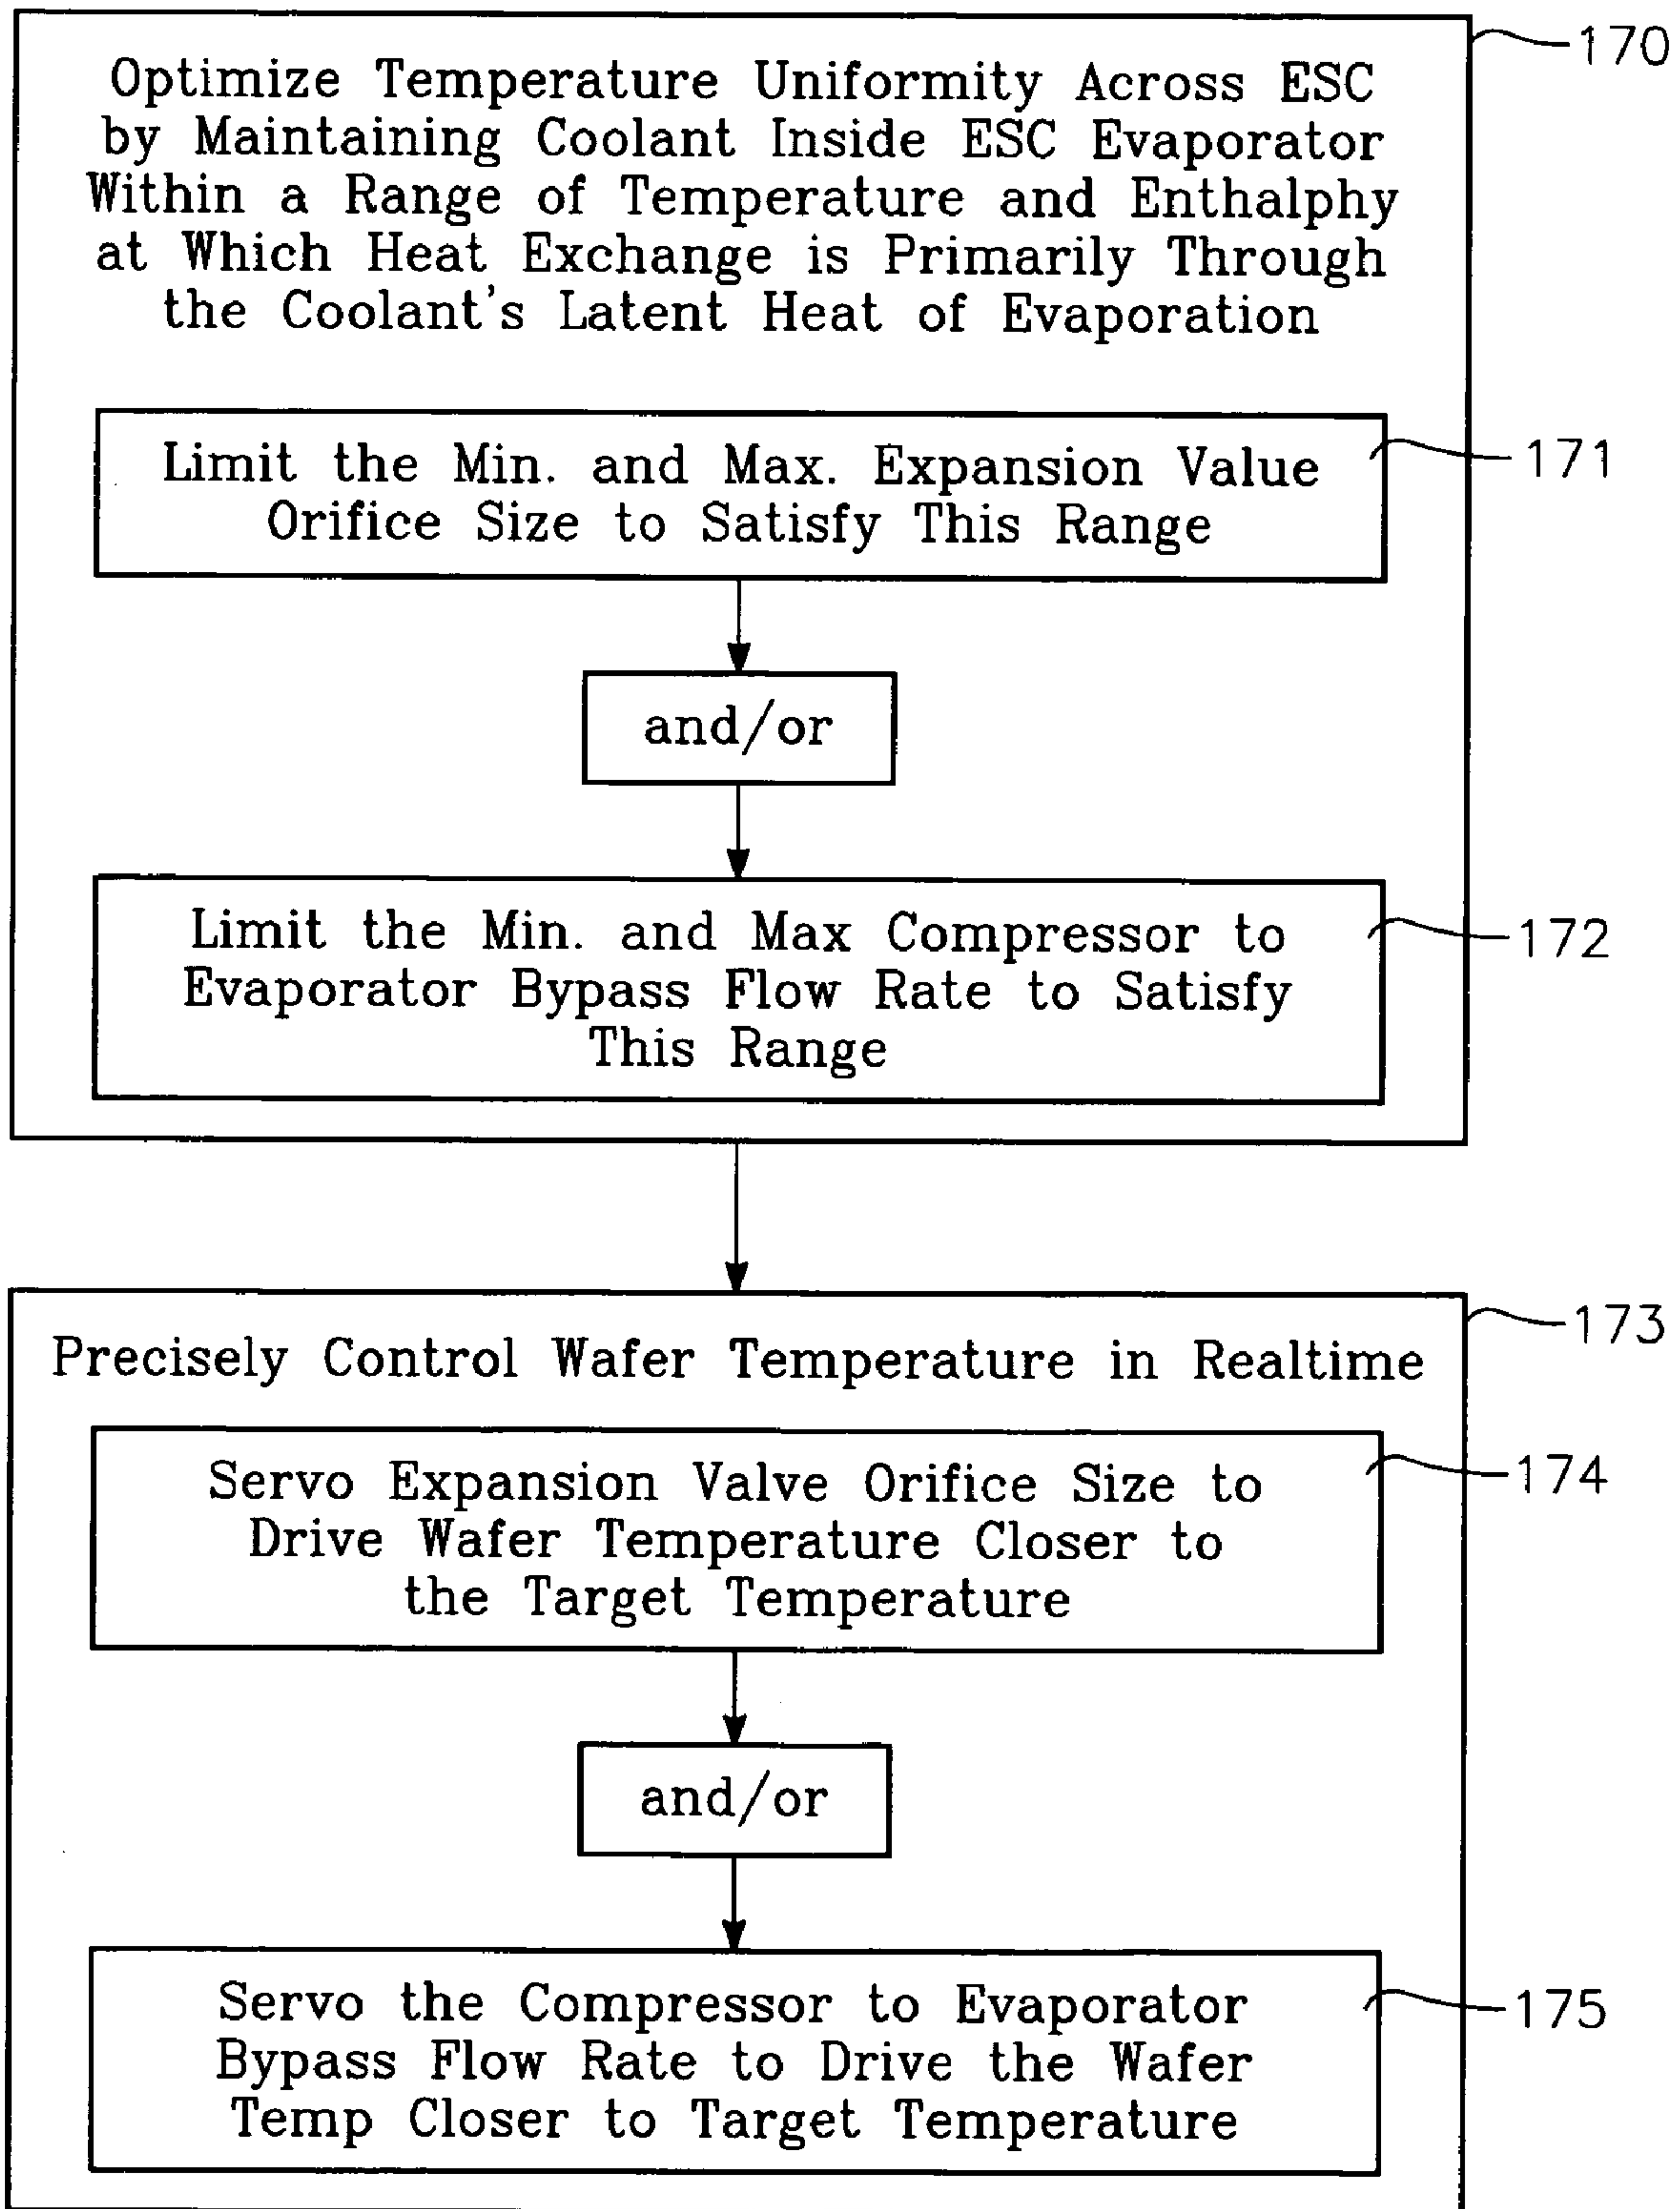 170
Optimize Temperature Uniformity Across ESC
by Maintaining Coolant Inside ESC Evaporator
Within a Range of Temperature and Enthalphy
at Which Heat Exchange is Primarily Through
the Coolant's Latent Heat of Evaporation
Limit the Min. and Max. Expansion Value
Orifice Size to Satisfy This Range
171
and/or
Limit the Min. and Max Compressor to
Evaporator Bypass Flow Rate to Satisfy
This Range
172
173
Precisely Control Wafer Temperature in Realtime
Servo Expansion Valve Orifice Size to
Drive Wafer Temperature Closer to
the Target Temperature
174
and/or
Servo the Compressor to Evaporator
Bypass Flow Rate to Drive the Wafer
Temp Closer to Target Temperature
175